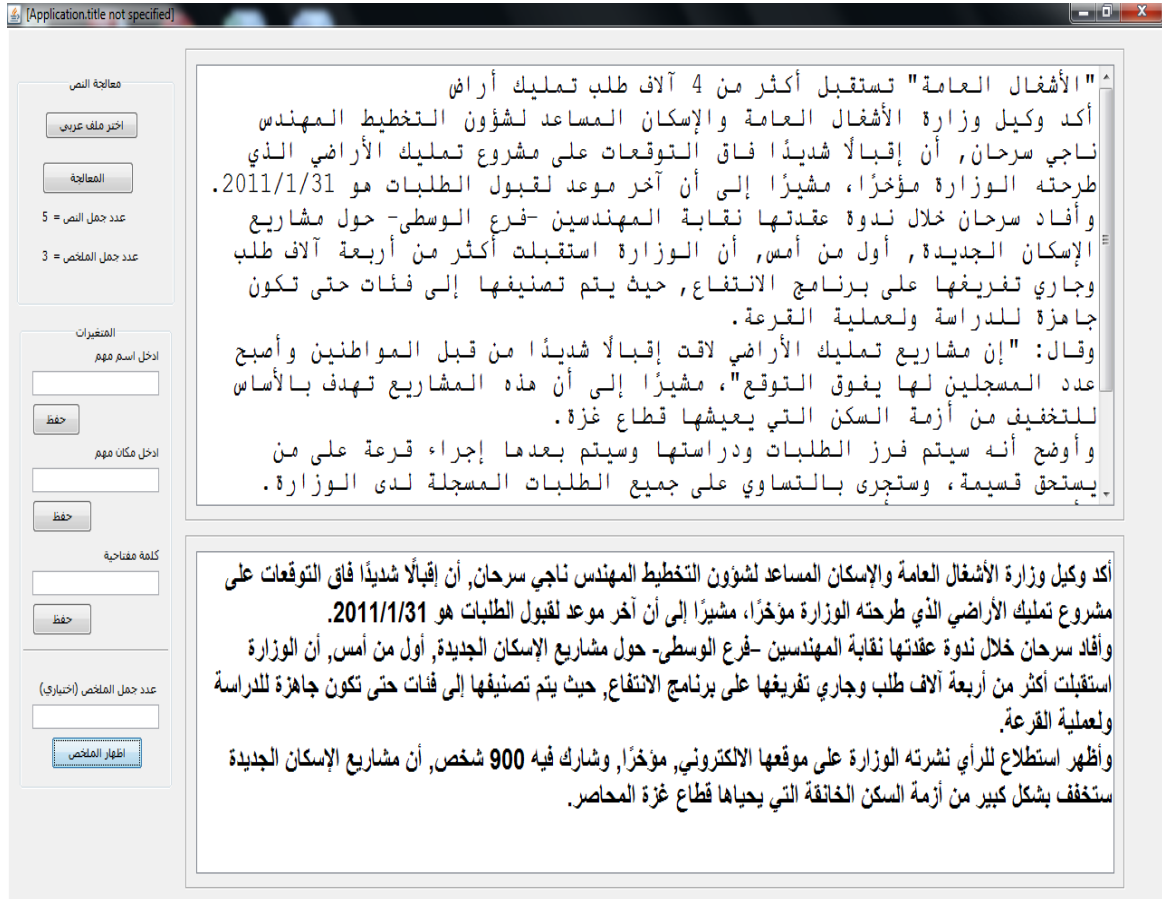 [Application.title not specified]
معالجة النص
اختر ملف عربي
المعالجة
عدد جمل النص = 5
عدد جمل الملخص = 3
المتغيرات
ادخل اسم مهم
حفظ
ادخل مكان مهم
حفظ
كلمة مفتاحية
حفظ
عدد جمل الملخص (اختياري)
اظهار الملخص
"الأشغال العامة" تستقبل أكثر من 4 آلاف طلب تمليك أراض
أكد وكيل وزارة الأشغال العامة والإسكان المساعد لشؤون التخطيط المهندس
ناجي سرحان, أن إقبالًا شديدًا فاق التوقعات على مشروع تمليك الأراضي الذي
طرحته الوزارة مؤخرًا، مشيرًا إلى أن آخر موعد لقبول الطلبات هو 2011/1/31.
وأفاد سرحان خلال ندوة عقدتها نقابة المهندسين –فرع الوسطى- حول مشاريع
الإسكان الجديدة, أول من أمس, أن الوزارة استقبلت أكثر من أربعة آلاف طلب
وجاري تفريغها على برنامج الانتفاع, حيث يتم تصنيفها إلى فئات حتى تكون
جاهزة للدراسة ولعملية القرعة.
وقال: "إن مشاريع تمليك الأراضي لاقت إقبالًا شديدًا من قبل المواطنين وأصبح
عدد المسجلين لها يفوق التوقع"، مشيرًا إلى أن هذه المشاريع تهدف بالأساس
للتخفيف من أزمة السكن التي يعيشها قطاع غزة.
وأوضح أنه سيتم فرز الطلبات ودراستها وسيتم بعدها إجراء قرعة على من
يستحق قسيمة، وستجرى بالتساوي على جميع الطلبات المسجلة لدى الوزارة.
أكد وكيل وزارة الأشغال العامة والإسكان المساعد لشؤون التخطيط المهندس ناجي سرحان, أن إقبالًا شديدًا فاق التوقعات على
مشروع تمليك الأراضي الذي طرحته الوزارة مؤخرًا، مشيرًا إلى أن آخر موعد لقبول الطلبات هو 2011/1/31.
وأفاد سرحان خلال ندوة عقدتها نقابة المهندسين –فرع الوسطى- حول مشاريع الإسكان الجديدة, أول من أمس, أن الوزارة
استقبلت أكثر من أربعة آلاف طلب وجاري تفريغها على برنامج الانتفاع, حيث يتم تصنيفها إلى فئات حتى تكون جاهزة للدراسة
ولعملية القرعة.
وأظهر استطلاع للرأي نشرته الوزارة على موقعها الالكتروني, مؤخرًا, وشارك فيه 900 شخص, أن مشاريع الإسكان الجديدة
ستخفف بشكل كبير من أزمة السكن الخانقة التي يحياها قطاع غزة المحاصر.